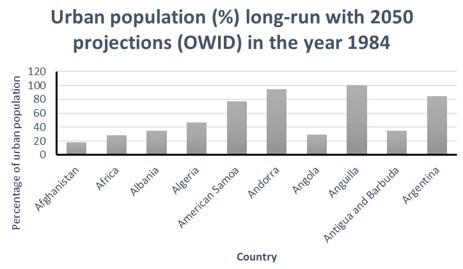 Urban population (%) long-run with 2050
projections (OWID) in the year 1984
Percentage of urban population
120
100
80
60
40
20
0
Afghanistan
Africa
Albania
Algeria
American Samoa
Andorra
Angola
Anguilla
Antigua and Barbuda
Argentina
Country